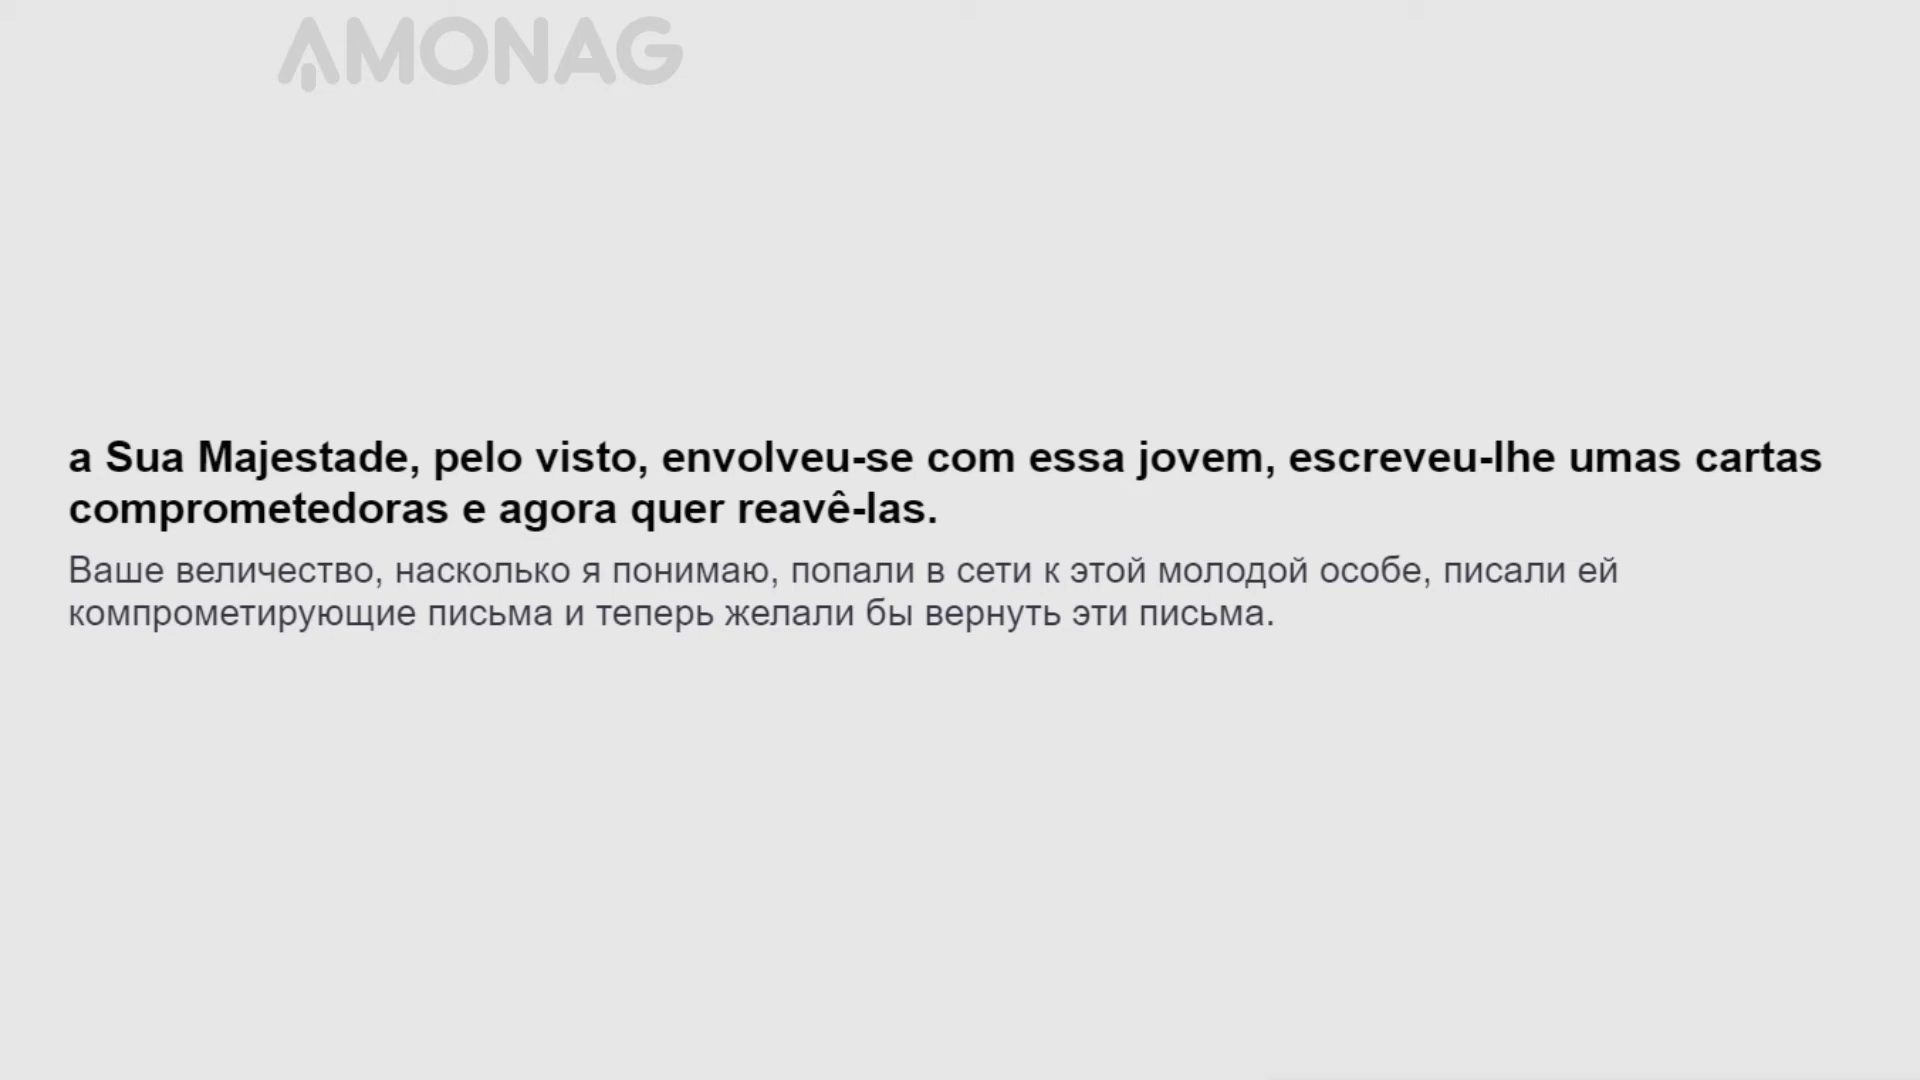 AMONAG
a Sua Majestade, pelo visto, envolveu-se com essa jovem, escreveu-lhe umas cartas
comprometedoras e agora quer reavê-las.
Ваше величество, насколько я понимаю, попали в сети к этой молодой особе, писали ей
компрометирующие письма и теперь желали бы вернуть эти письма.